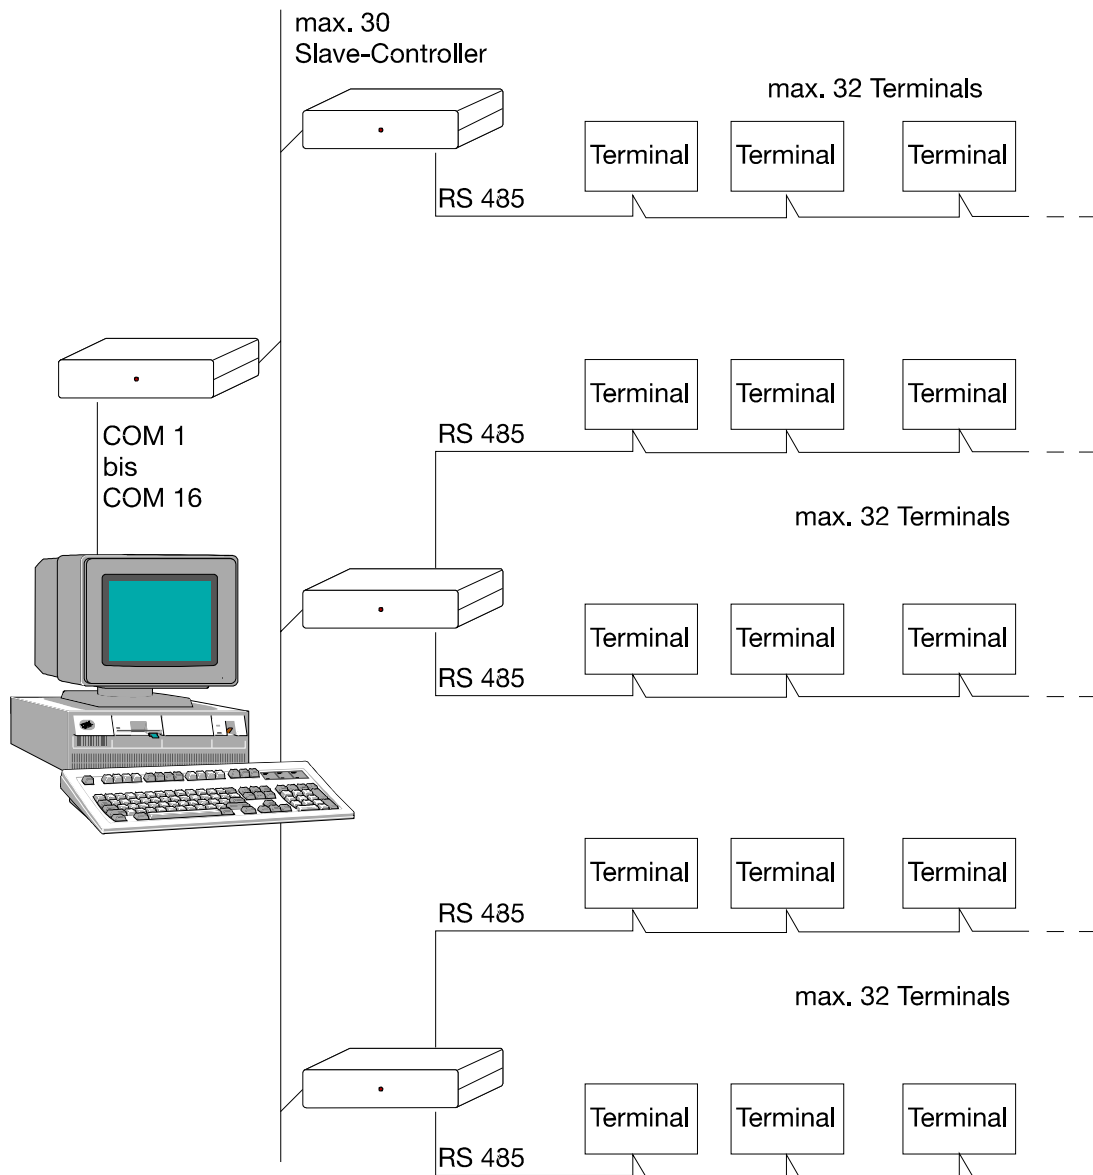 max. 30
Slave-Controller
max. 32 Terminals
Terminal Terminal Terminal
RS 485
Terminal Terminal Terminal
RS 485
COM 1
bis
COM 16
max. 32 Terminals
Terminal Terminal Terminal
RS 485
Terminal Terminal Terminal
RS 485
max. 32 Terminals
Terminal Terminal Terminal
RS 485